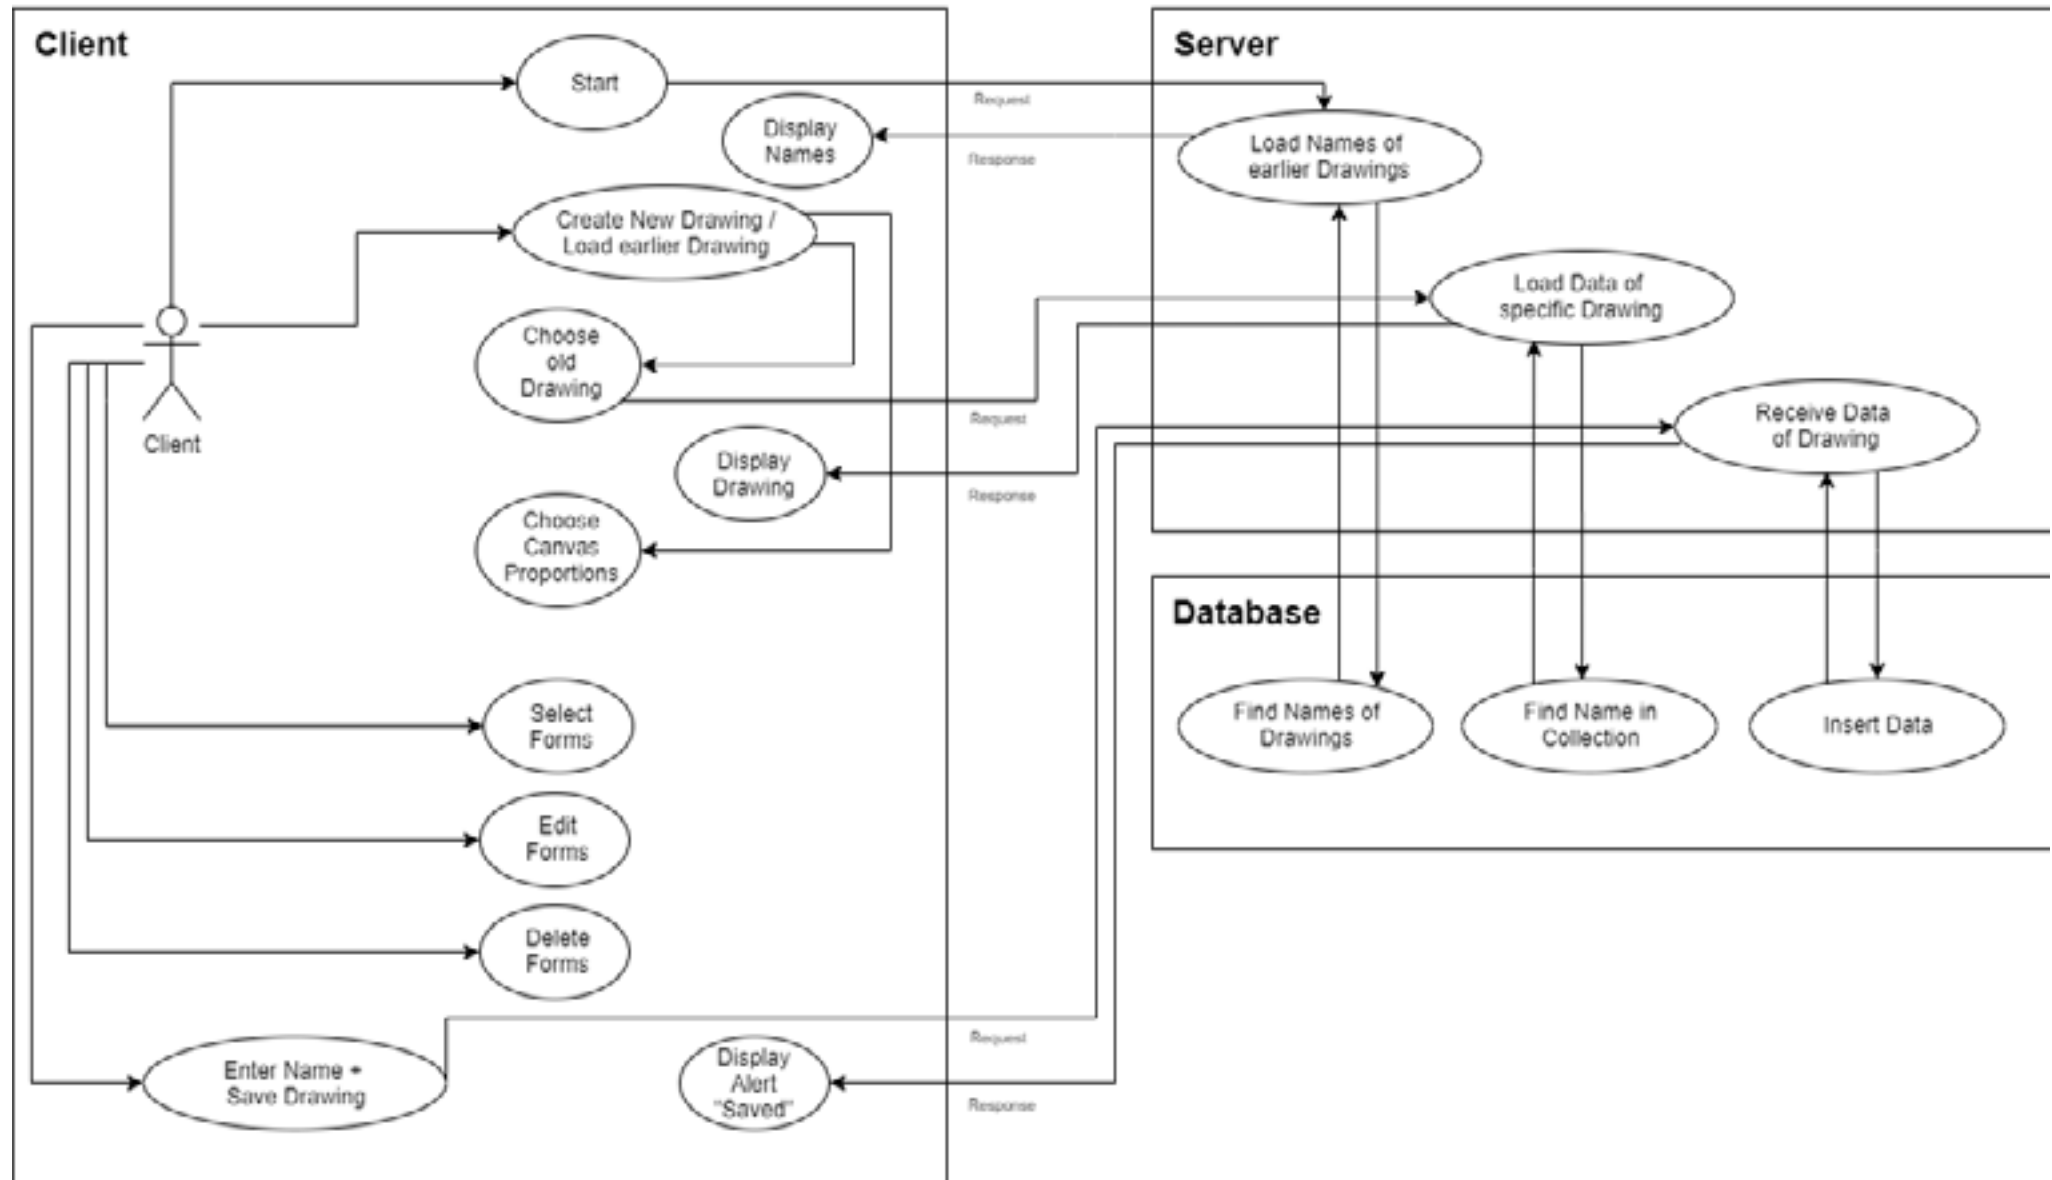 Client
Start
Display
Names
Create New Drawing /
Load earlier Drawing
Choose
old
Drawing
Client
Display
Drawing
Choose
Canvas
Proportions
Select
Forms
Edit
Forms
Delete
Forms
Enter Name +
Save Drawing
Display
Alert
"Saved"
Request
Response
Request
Response
Request
Response
Server
Load Names of
earlier Drawings
Load Data of
specific Drawing
Receive Data
of Drawing
Database
Find Names of
Drawings
Find Name in
Collection
Insert Data